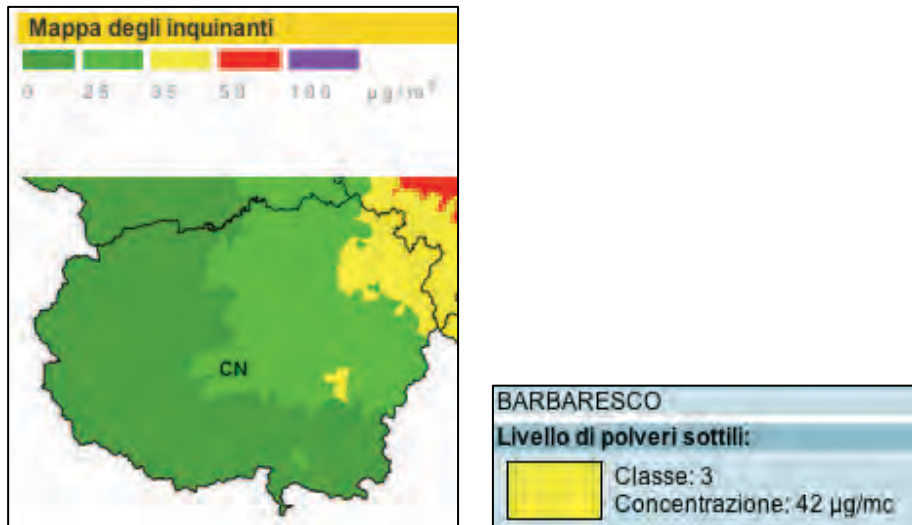 Mappa degli inquinanti
0 25 35 50 100 µg/m³
CN
BARBARESCO
Livello di polveri sottili:
Classe: 3
Concentrazione: 42 µg/mc